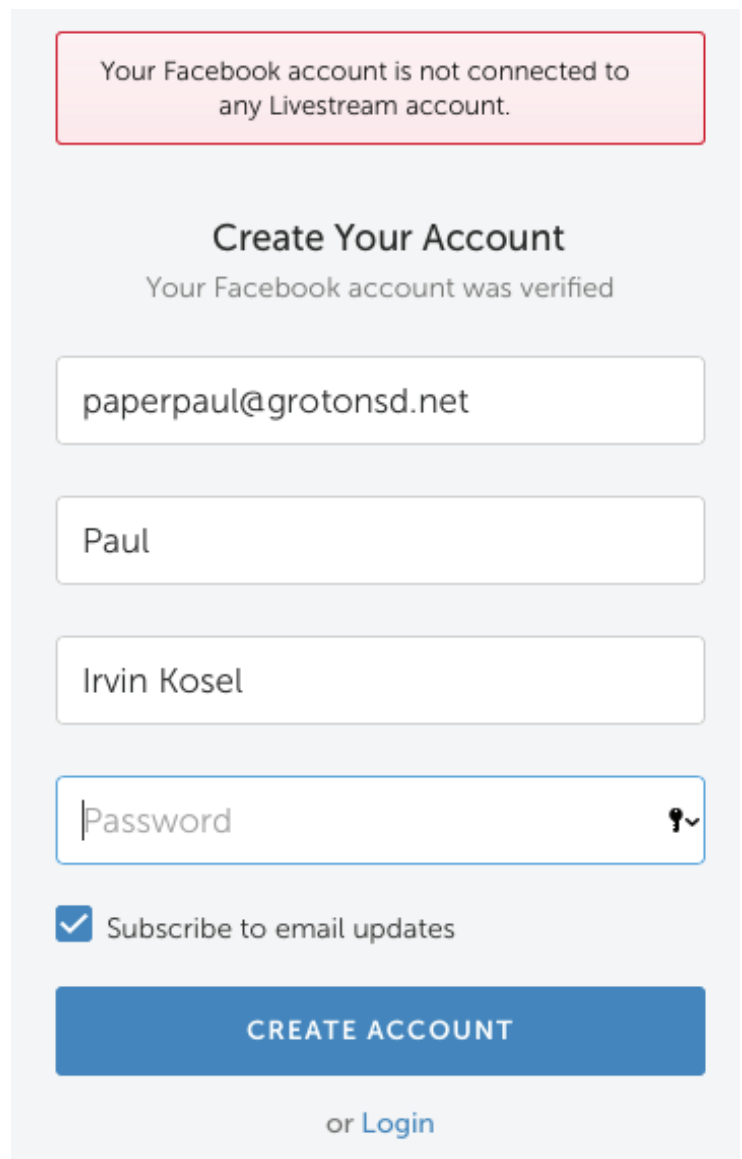 Your Facebook account is not connected to
any Livestream account.
Create Your Account
Your Facebook account was verified
paperpaul@grotonsd.net
Paul
Irvin Kosel
Password
Subscribe to email updates
CREATE ACCOUNT
or Login